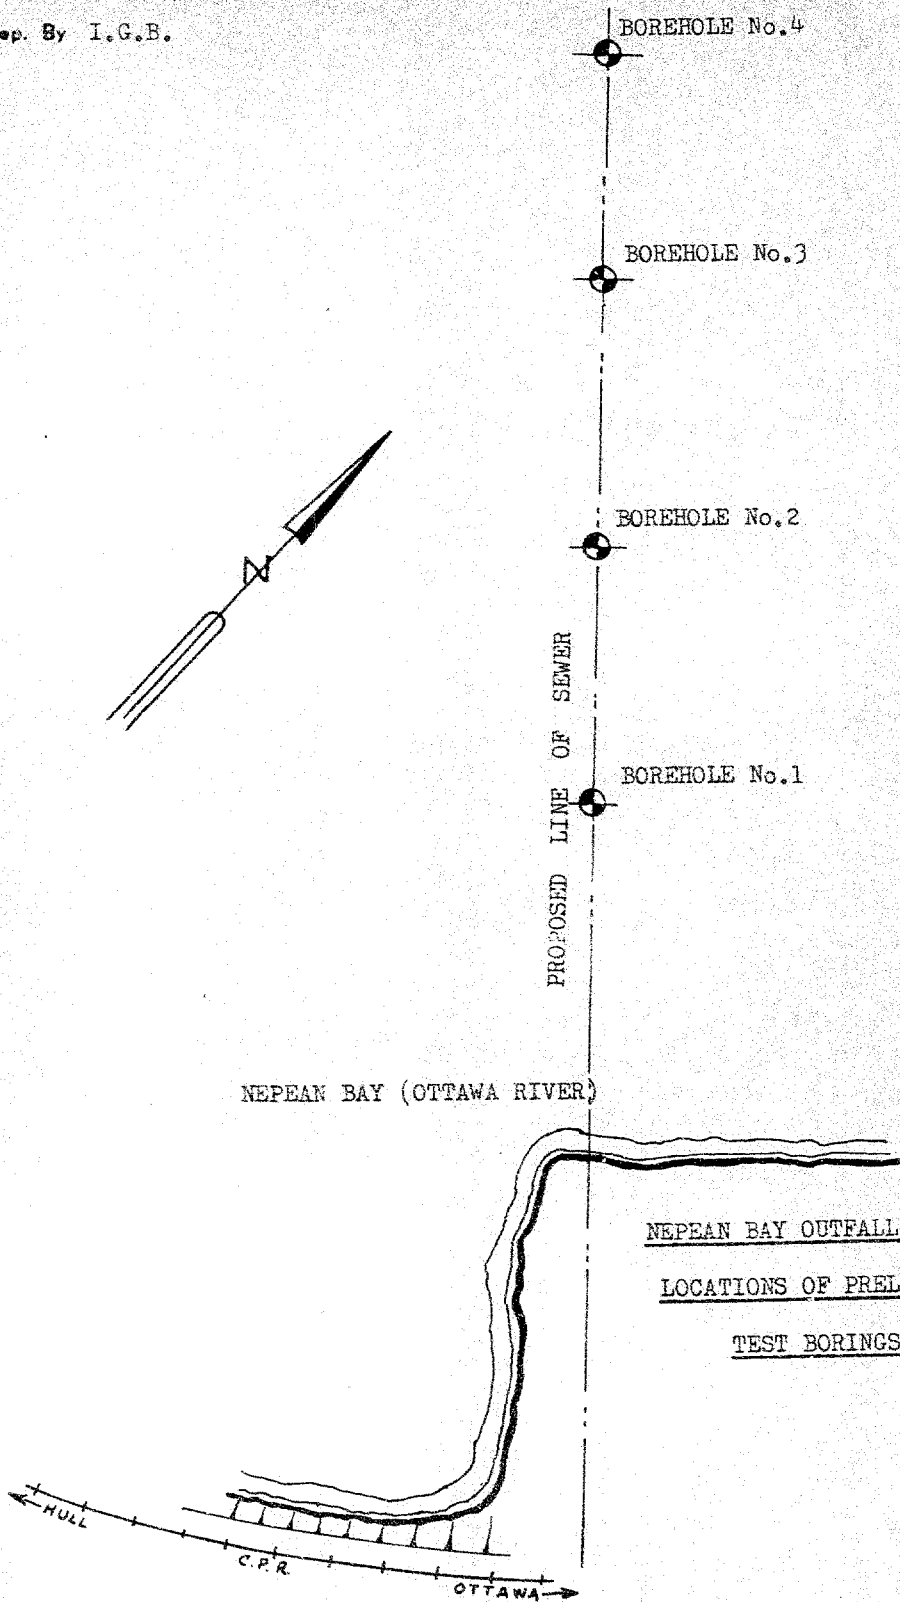 By I.G.B.
BOREHOLE No.4
BOREHOLE No.3
BOREHOLE No.2
N
PROPOSED LINE OF SEWER
BOREHOLE No.1
NEPEAN BAY (OTTAWA RIVER)
NEPEAN BAY OUTFALL
LOCATIONS OF PREL
TEST BORINGS
HULL
C.P.R.
OTTAWA